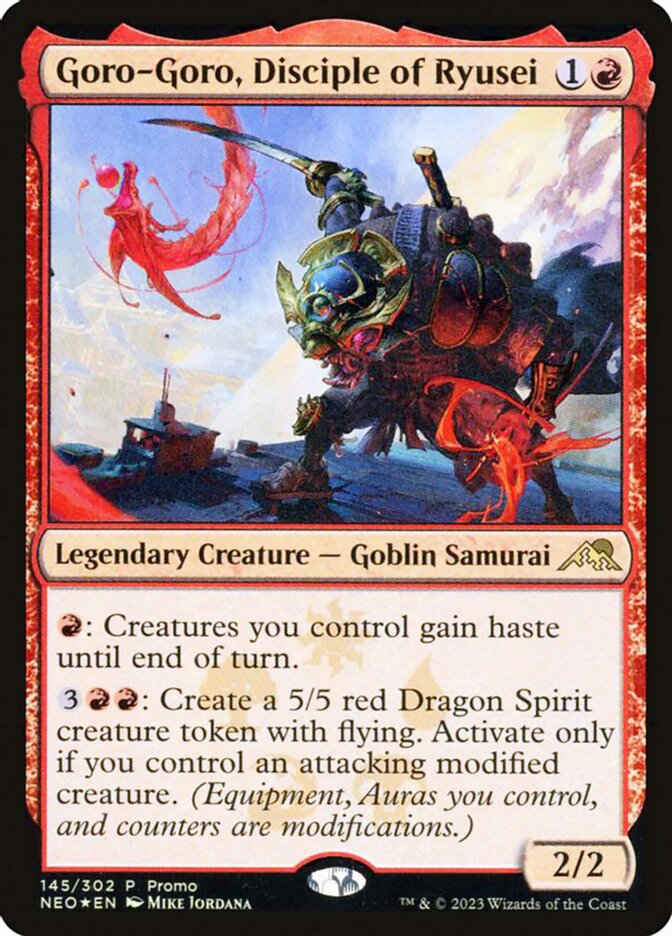 Goro-Goro, Disciple of Ryusei 1
Legendary Creature — Goblin Samurai
: Creatures you control gain haste
until end of turn.
3: Create a 5/5 red Dragon Spirit
creature token with flying. Activate only
if you control an attacking modified
creature. (Equipment, Auras you control,
and counters are modifications.)
2/2
145/302 P Promo
NEO★EN Mike Jordana
™ & © 2023 Wizards of the Coast